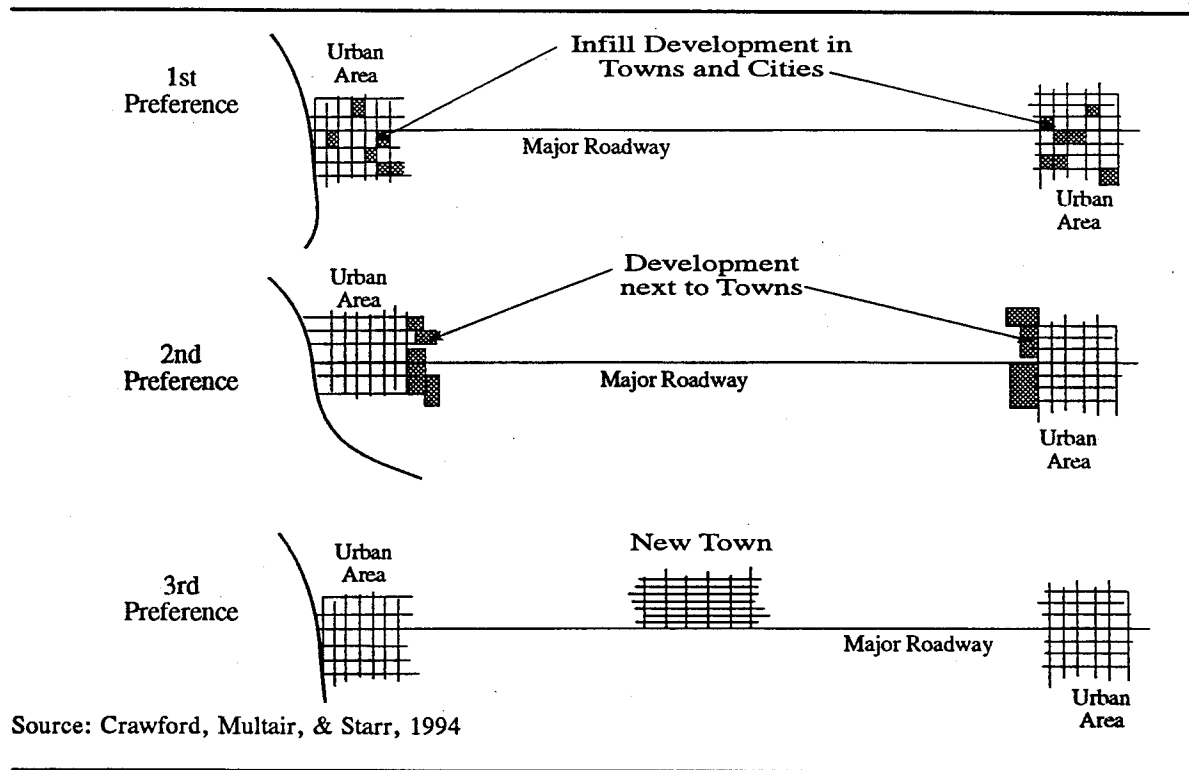 Infill Development in
Towns and Cities
Urban
Area
1st
Preference
Major Roadway
Urban
Area
Development
next to Towns
Urban
Area
2nd
Preference
Major Roadway
Urban
Area
New Town
Urban
Area
3rd
Preference
Major Roadway
Urban
Area
Source: Crawford, Multair, & Starr, 1994